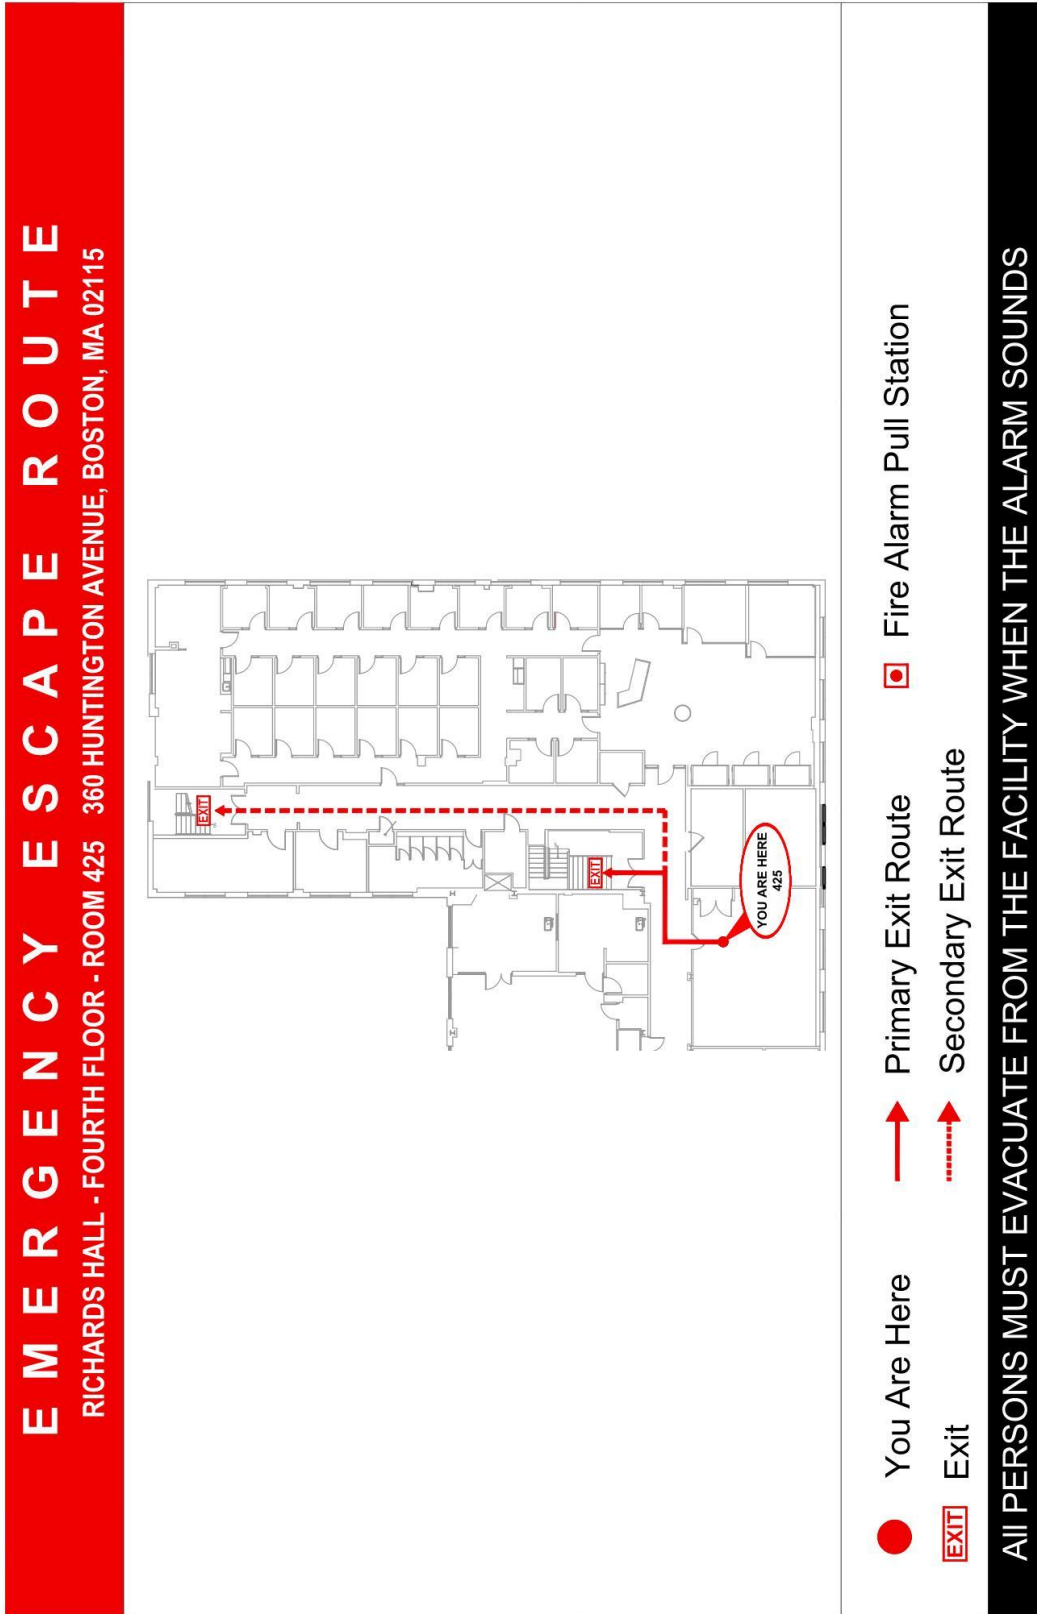 EMERGENCY ESCAPE ROUTE
RICHARDS HALL - FOURTH FLOOR - ROOM 425 360 HUNTINGTON AVENUE, BOSTON, MA 02115
EXIT
EXIT
YOU ARE HERE
425
You Are Here
Primary Exit Route
Fire Alarm Pull Station
EXIT Exit
Secondary Exit Route
All PERSONS MUST EVACUATE FROM THE FACILITY WHEN THE ALARM SOUNDS